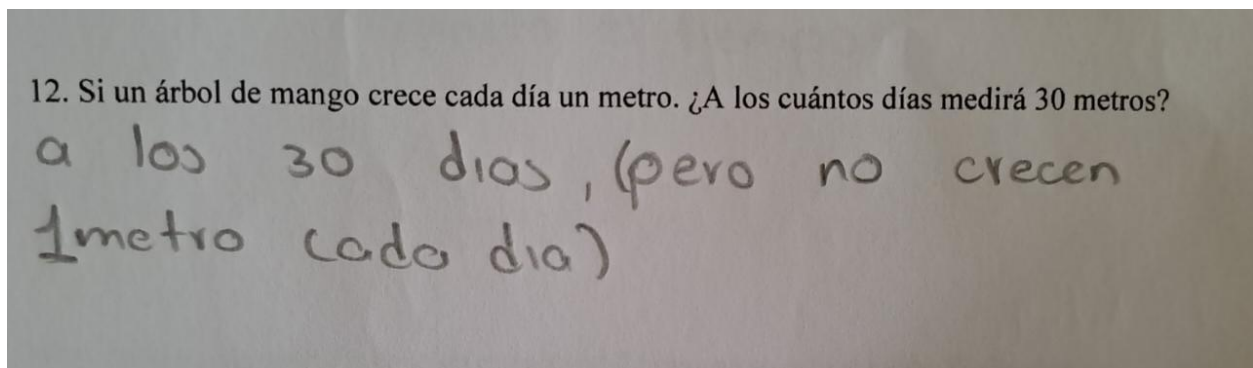 12. Si un árbol de mango crece cada día un metro. ¿A los cuántos días medirá 30 metros?
a los 30 dias, (pero no crecen
1metro cada dia)